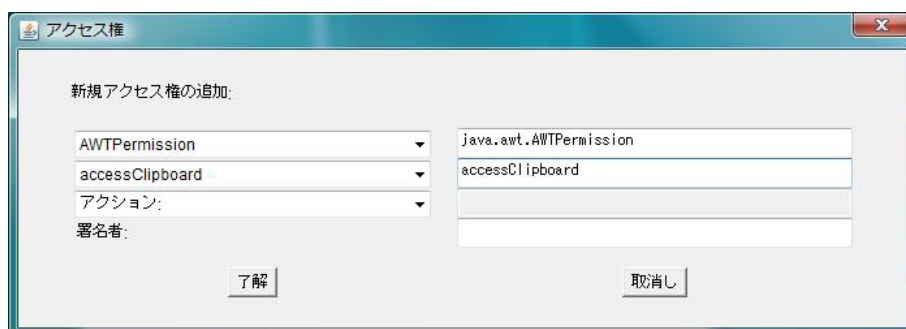 アクセス権
新規アクセス権の追加:
AWTPermission java.awt.AWTPermission
accessClipboard accessClipboard
アクション:
署名者:
了解 取消し